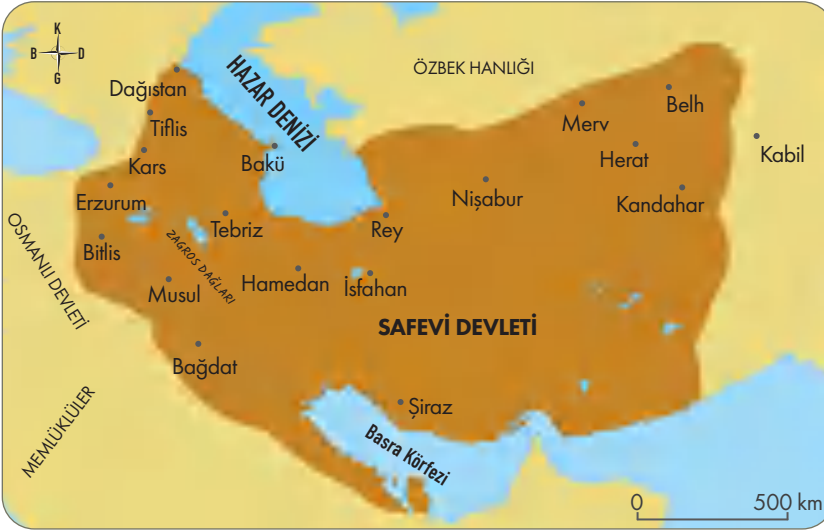 K
B D
G
Dağıstan
Tiflis
Kars
Erzurum
Bitlis
HAZAR DENİZİ
Bakü
Tebriz
ZAGROS DAĞLARI
Musul
Hamedan
Bağdat
Rey
İsfahan
ÖZBEK HANLIĞI
Merv
Belh
Herat
Kabil
Nişabur
Kandahar
OSMANLI DEVLETİ
MEMLÜKLÜLER
SAFEVİ DEVLETİ
Şiraz
Basra Körfezi
0 500 km